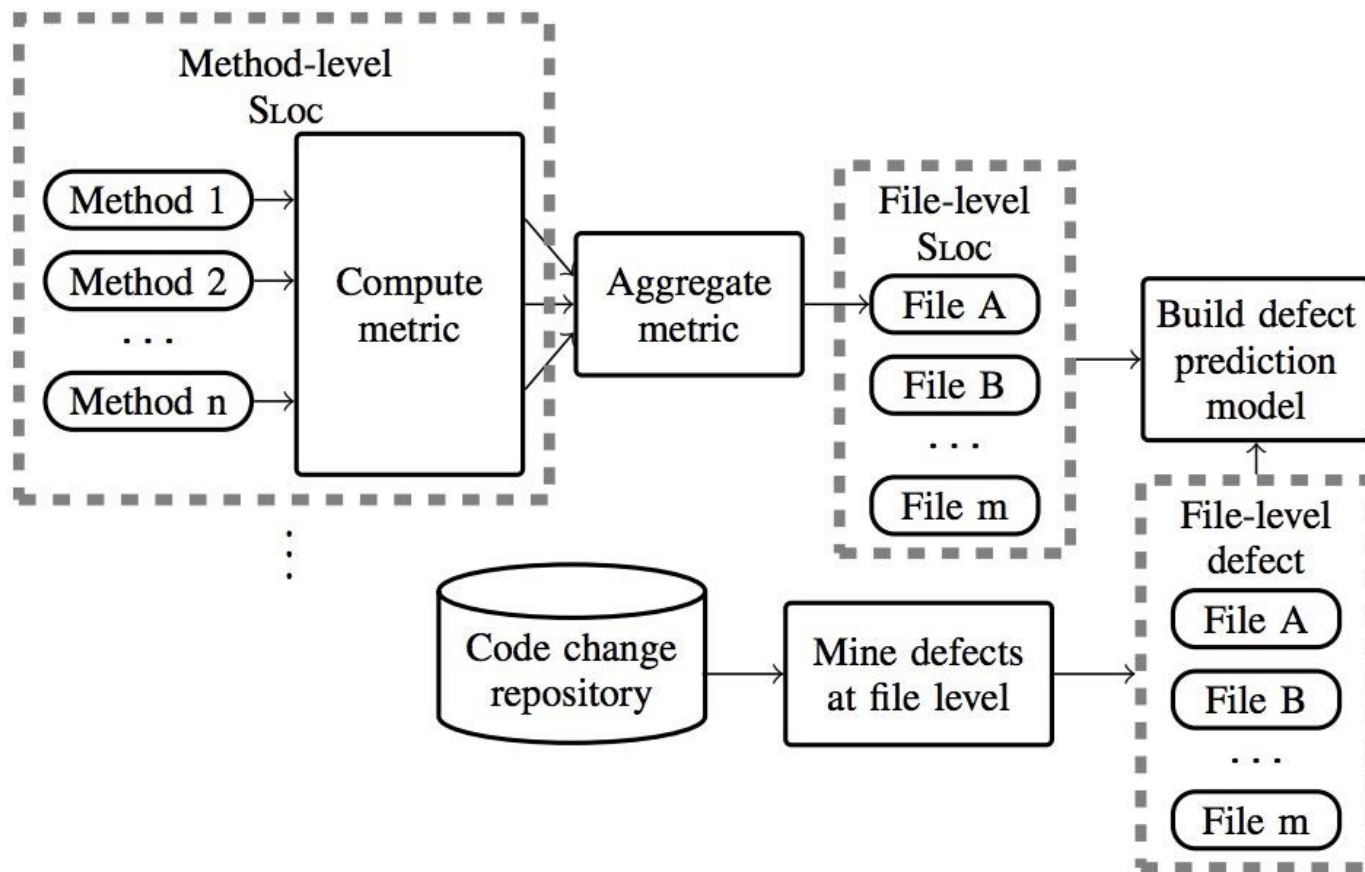 Method-level
SLOC
Method 1
Method 2
...
Method n
Compute
metric
Aggregate
metric
File-level
SLOC
File A
File B
...
File m
Build defect
prediction
model
Code change
repository
Mine defects
at file level
File-level
defect
File A
File B
...
File m